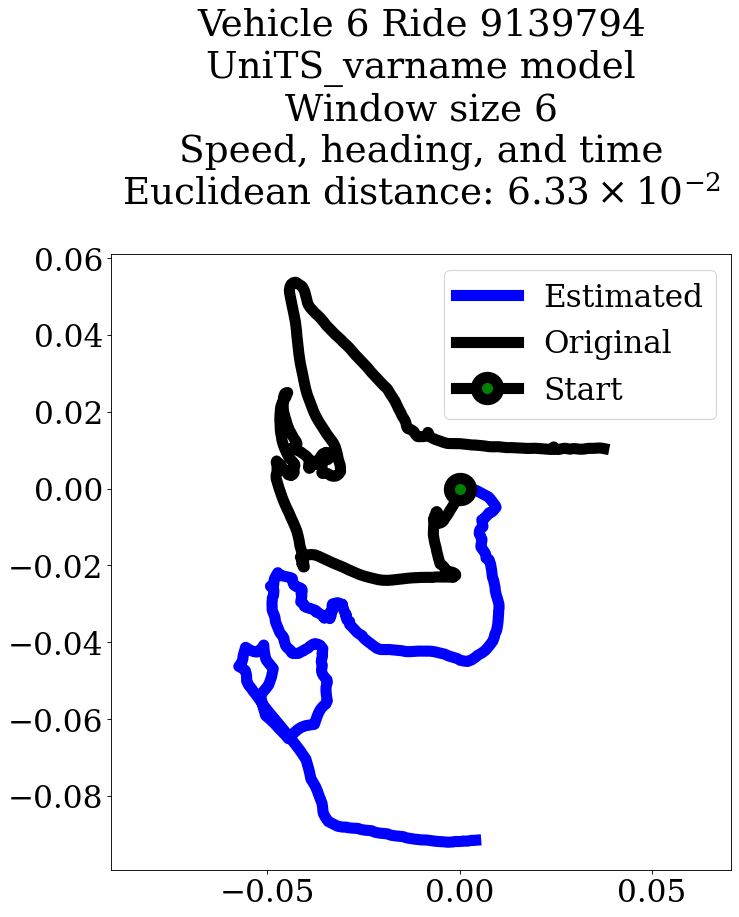 Vehicle 6 Ride 9139794
UniTS_varname model
Window size 6
Speed, heading, and time
Euclidean distance: 6.33 × 10⁻²
Estimated
Original
Start
0.06
0.04
0.02
0.00
−0.02
−0.04
−0.06
−0.08
−0.05
0.00
0.05